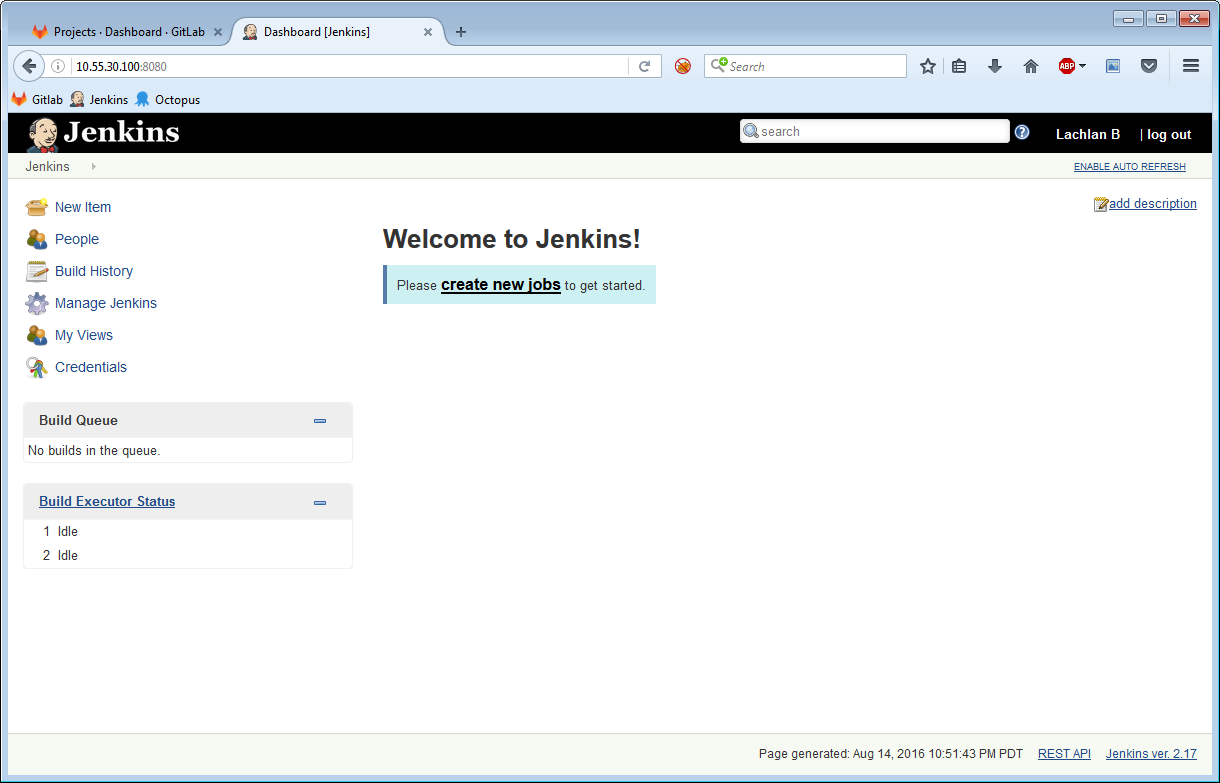 Projects · Dashboard · GitLab
Dashboard [Jenkins]
10.55.30.100:8080
Search
ABP
Gitlab
Jenkins
Octopus
Jenkins
search
?
Lachlan B
| log out
Jenkins
ENABLE AUTO REFRESH
New Item
People
Build History
Manage Jenkins
My Views
Credentials
add description
Welcome to Jenkins!
Please create new jobs to get started.
Build Queue
No builds in the queue.
Build Executor Status
1 Idle
2 Idle
Page generated: Aug 14, 2016 10:51:43 PM PDT
REST API
Jenkins ver. 2.17